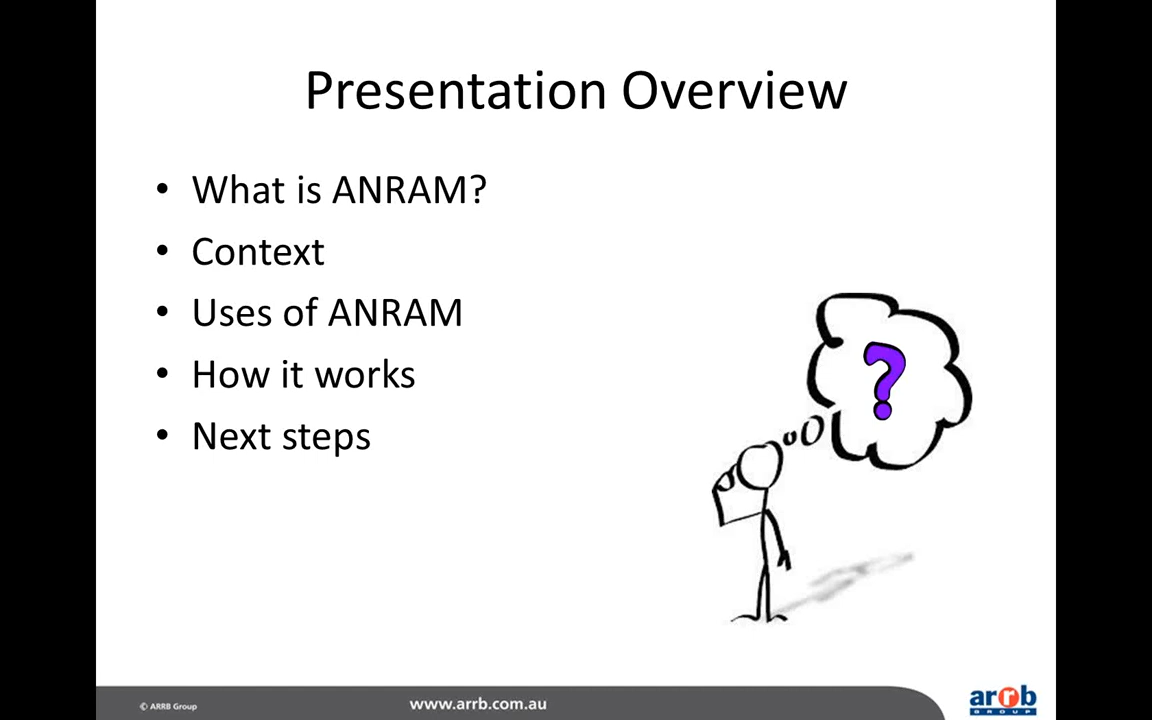 Presentation Overview
• What is ANRAM?
• Context
• Uses of ANRAM
• How it works
• Next steps
?
© ARRB Group
www.arrb.com.au
arrb
GROUP